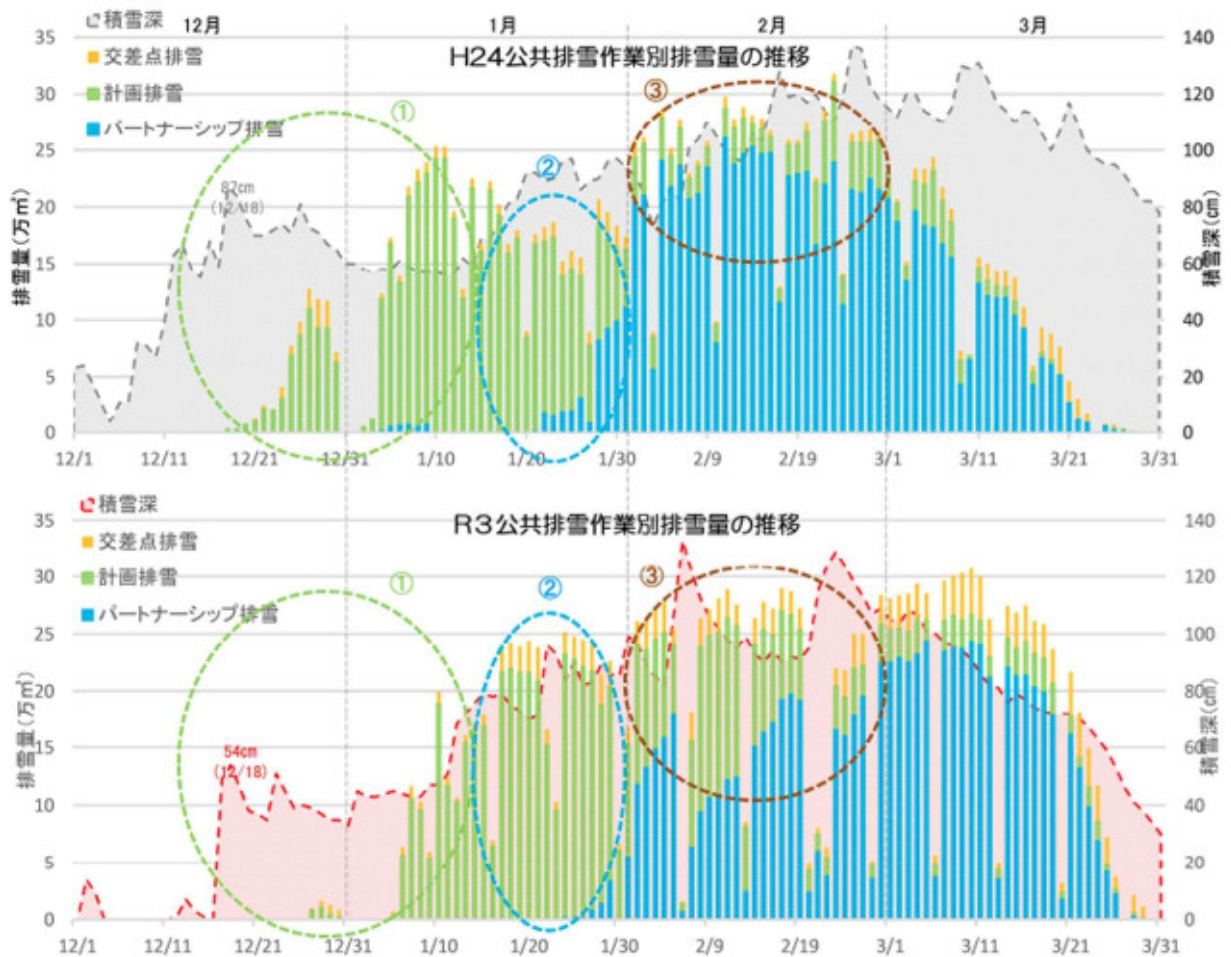 12月 1月 2月 3月
H24公共排雪作業別排雪量の推移
積雪深
交差点排雪
計画排雪
パートナーシップ排雪
①
②
③
87cm
(12/18)
排雪量(万㎥)
35
30
25
20
15
10
5
0
積雪深(cm)
140
120
100
80
60
40
20
0
12/1 12/11 12/21 12/31 1/10 1/20 1/30 2/9 2/19 3/1 3/11 3/21 3/31
R3公共排雪作業別排雪量の推移
積雪深
交差点排雪
計画排雪
パートナーシップ排雪
①
②
③
54cm
(12/18)
排雪量(万㎥)
35
30
25
20
15
10
5
0
積雪深(cm)
140
120
100
80
60
40
20
0
12/1 12/11 12/21 12/31 1/10 1/20 1/30 2/9 2/19 3/1 3/11 3/21 3/31